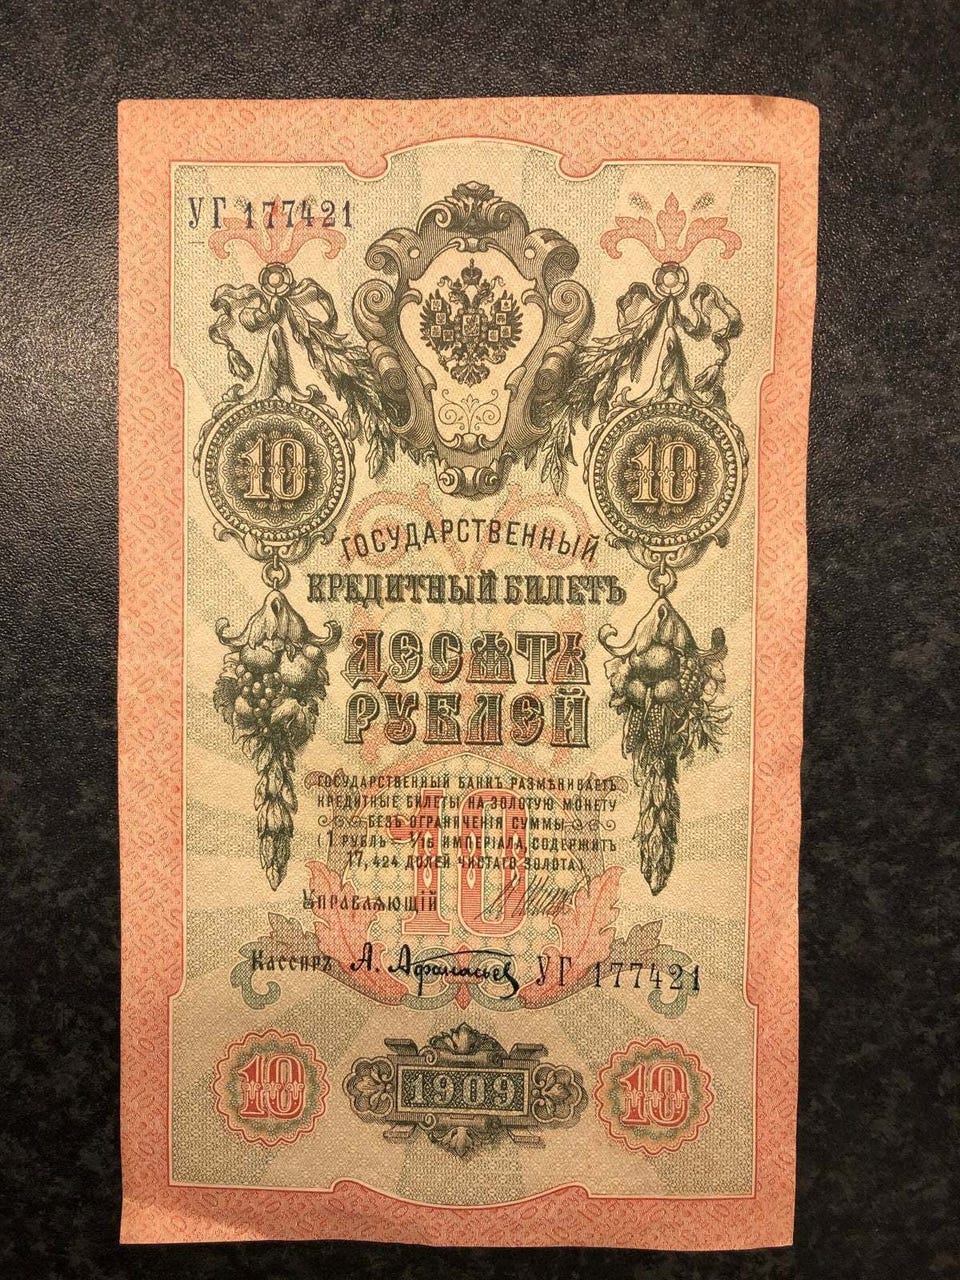 УГ 177421
10 10
ГОСУДАРСТВЕННЫЙ
КРЕДИТНЫЙ БИЛЕТЪ
ДЕСЯТЬ
РУБЛЕЙ
ГОСУДАРСТВЕННЫЙ БАНКЪ РАЗМѢНИВАЕТЪ
КРЕДИТНЫЕ БИЛЕТЫ НА ЗОЛОТУЮ МОНЕТУ
БЕЗЪ ОГРАНИЧЕНІЯ СУММЫ
(1 РУБЛЬ = 1/15 ИМПЕРІАЛА, СОДЕРЖИТЪ
17,424 ДОЛЕЙ ЧИСТАГО ЗОЛОТА)
10
Управляющій
Кассиръ А. Афанасьев УГ 177421
10 1909 10